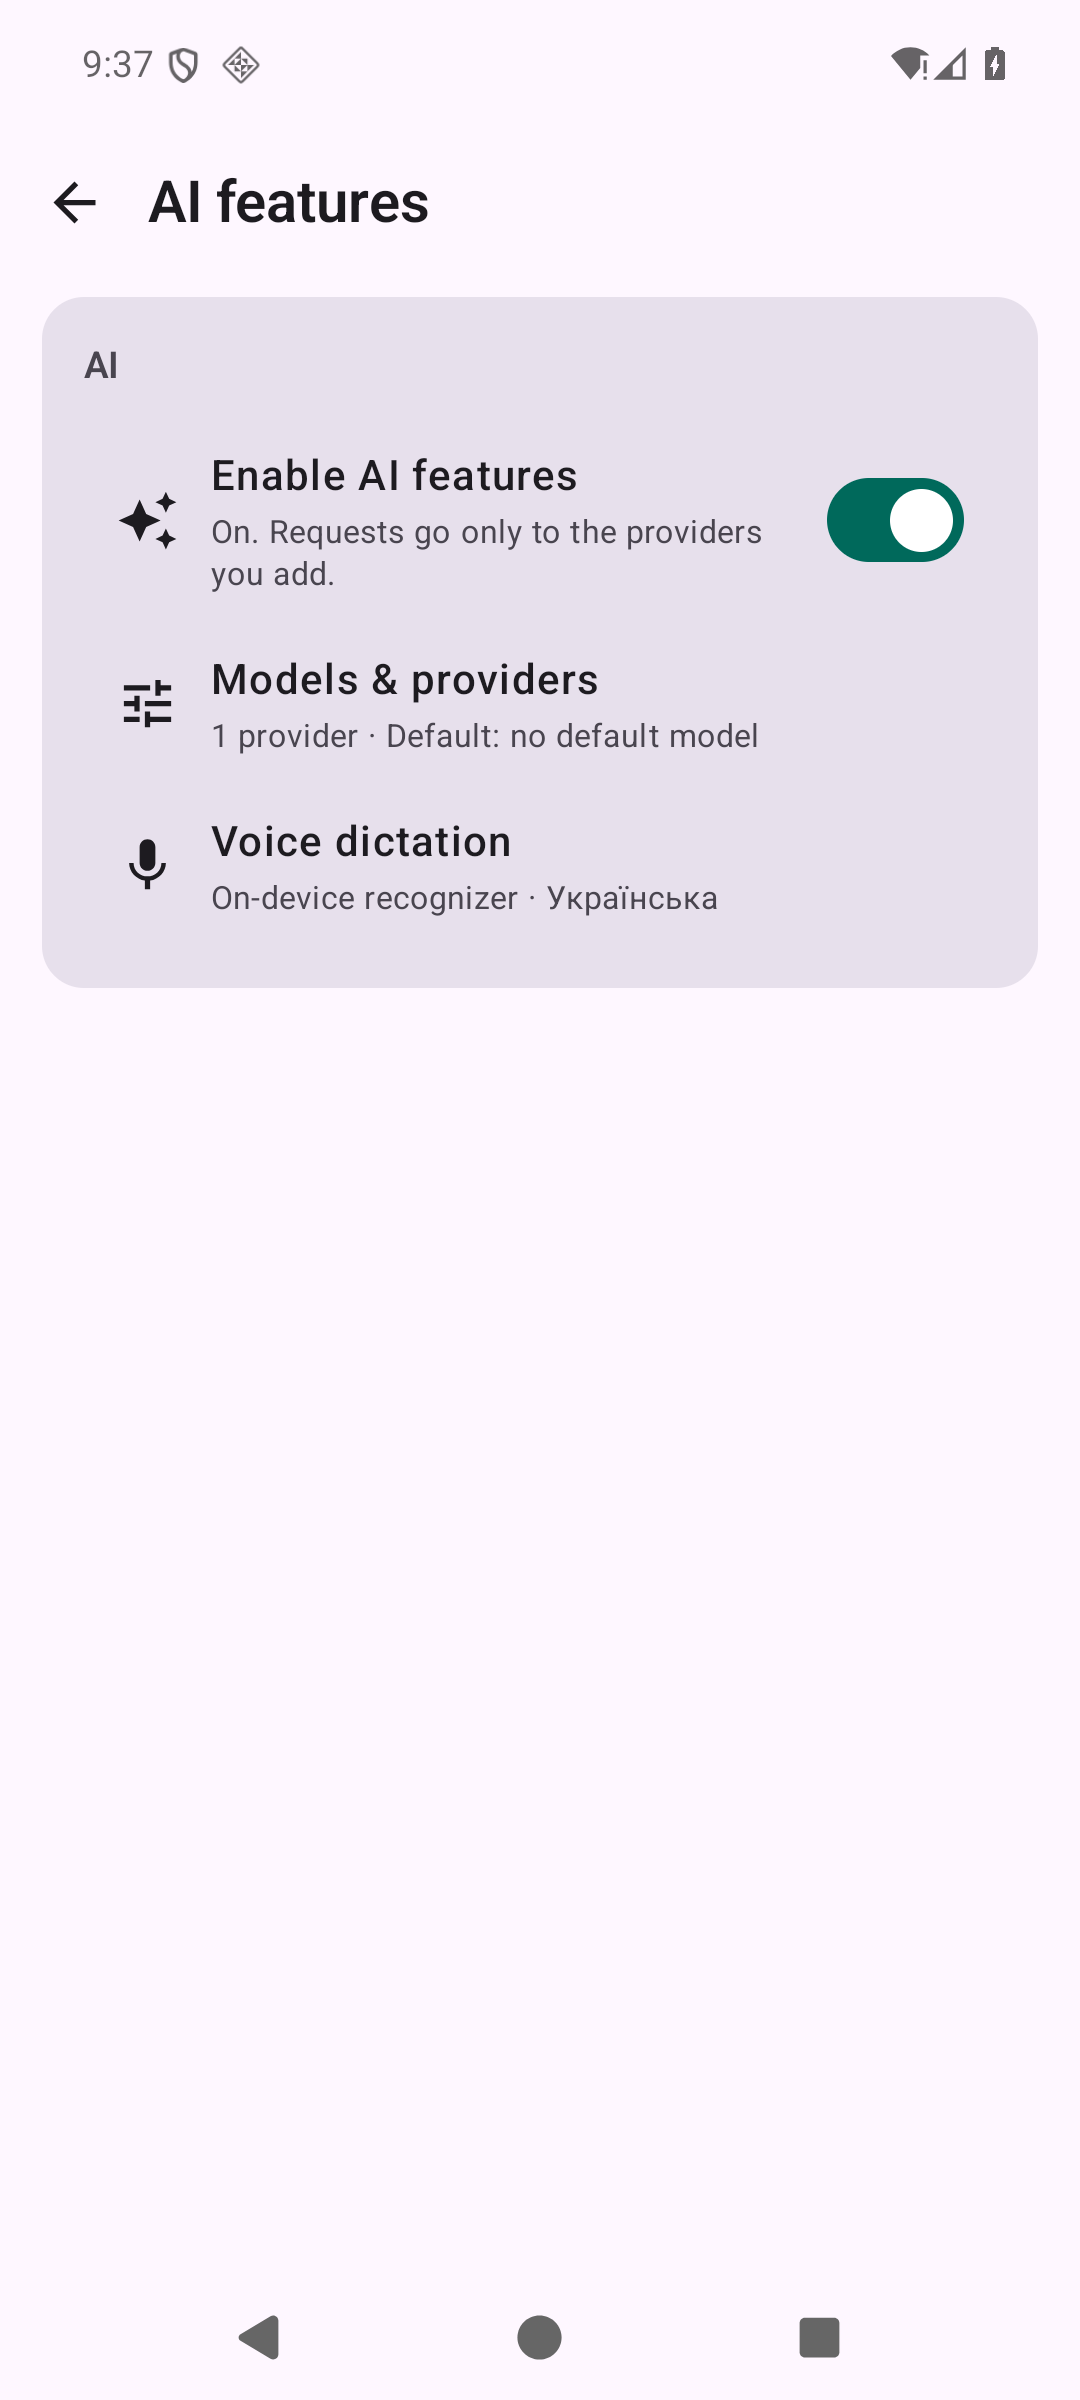 9:37
AI features
AI
Enable AI features
On. Requests go only to the providers
you add.
Models & providers
1 provider · Default: no default model
Voice dictation
On-device recognizer · Українська